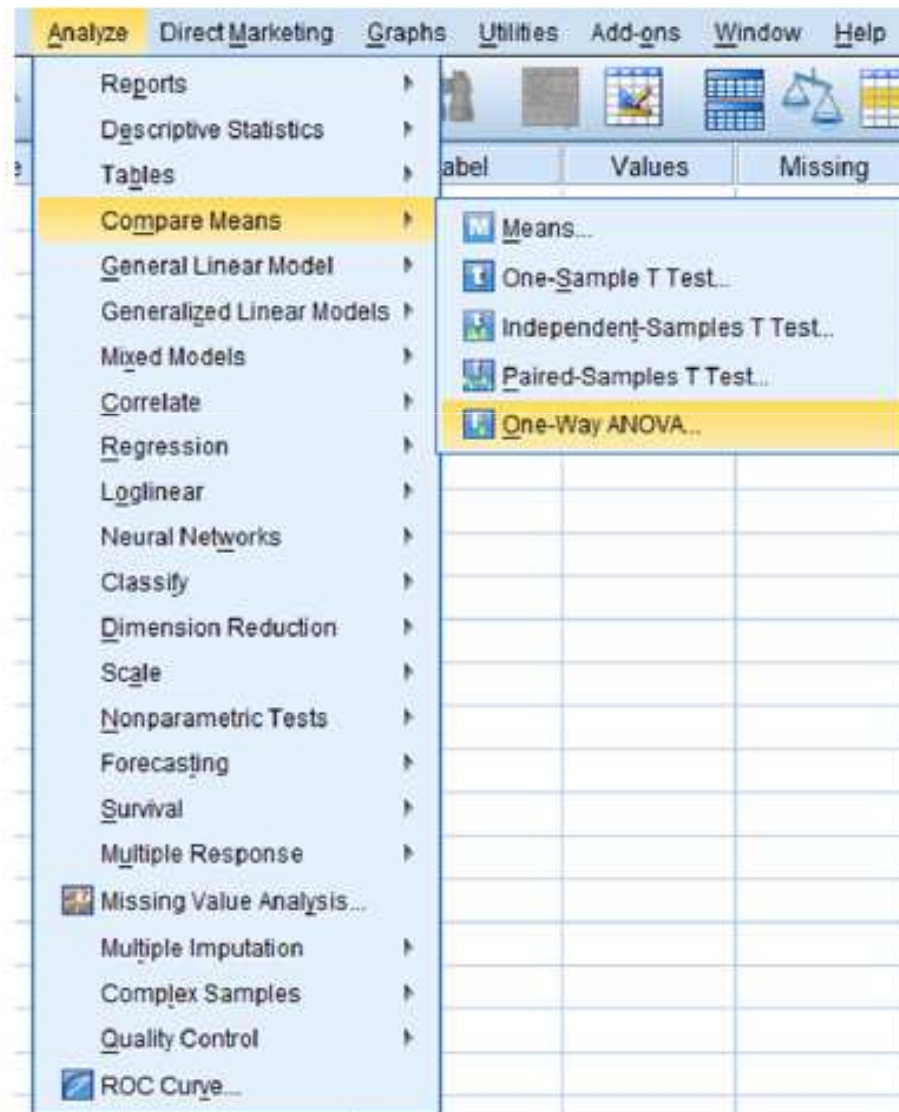 Analyze Direct Marketing Graphs Utilities Add-ons Window Help
Reports
Descriptive Statistics
Tables
abel Values Missing
Compare Means
General Linear Model
Generalized Linear Models
Mixed Models
Correlate
Regression
Loglinear
Neural Networks
Classify
Dimension Reduction
Scale
Nonparametric Tests
Forecasting
Survival
Multiple Response
Missing Value Analysis...
Multiple Imputation
Complex Samples
Quality Control
ROC Curve...
M Means...
t One-Sample T Test...
Independent-Samples T Test...
Paired-Samples T Test...
One-Way ANOVA...